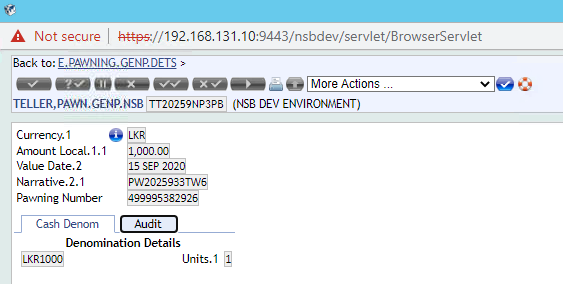 Not secure https://192.168.131.10:9443/nsbdev/servlet/BrowserServlet
Back to: E.PAWNING.GENP.DETS >
More Actions ...
TELLER,PAWN.GENP.NSB TT20259NP3PB (NSB DEV ENVIRONMENT)
Currency.1 LKR
Amount Local.1.1 1,000.00
Value Date.2 15 SEP 2020
Narrative.2.1 PW2025933TW6
Pawning Number 499995382926
Cash Denom Audit
Denomination Details
LKR1000 Units.1 1